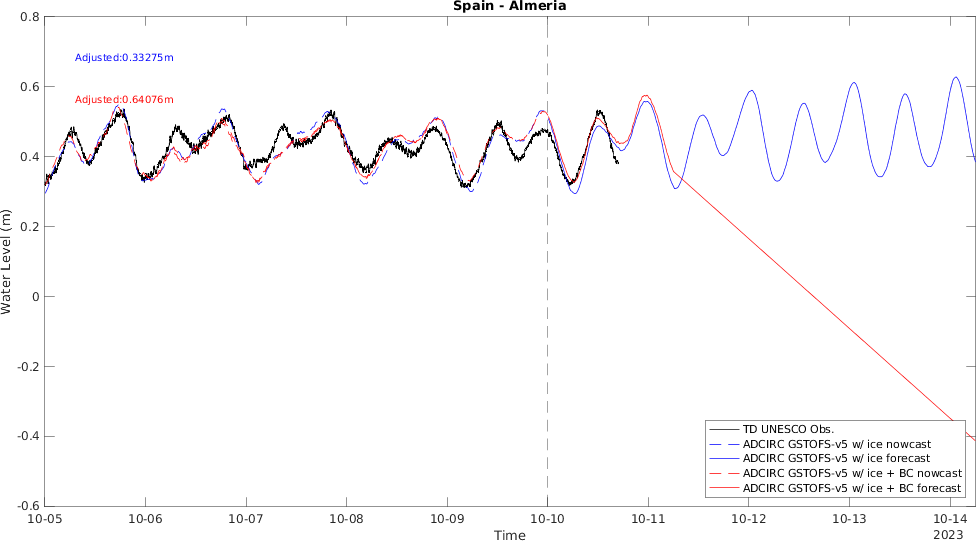 Spain - Almeria
0.8
Adjusted:0.33275m
0.6
Adjusted:0.64076m
0.4
0.2
Water Level (m)
0
-0.2
-0.4
-0.6
TD UNESCO Obs.
ADCIRC GSTOFS-v5 w/ ice nowcast
ADCIRC GSTOFS-v5 w/ ice forecast
ADCIRC GSTOFS-v5 w/ ice + BC nowcast
ADCIRC GSTOFS-v5 w/ ice + BC forecast
10-05 10-06 10-07 10-08 10-09 10-10 10-11 10-12 10-13 10-14
Time
2023